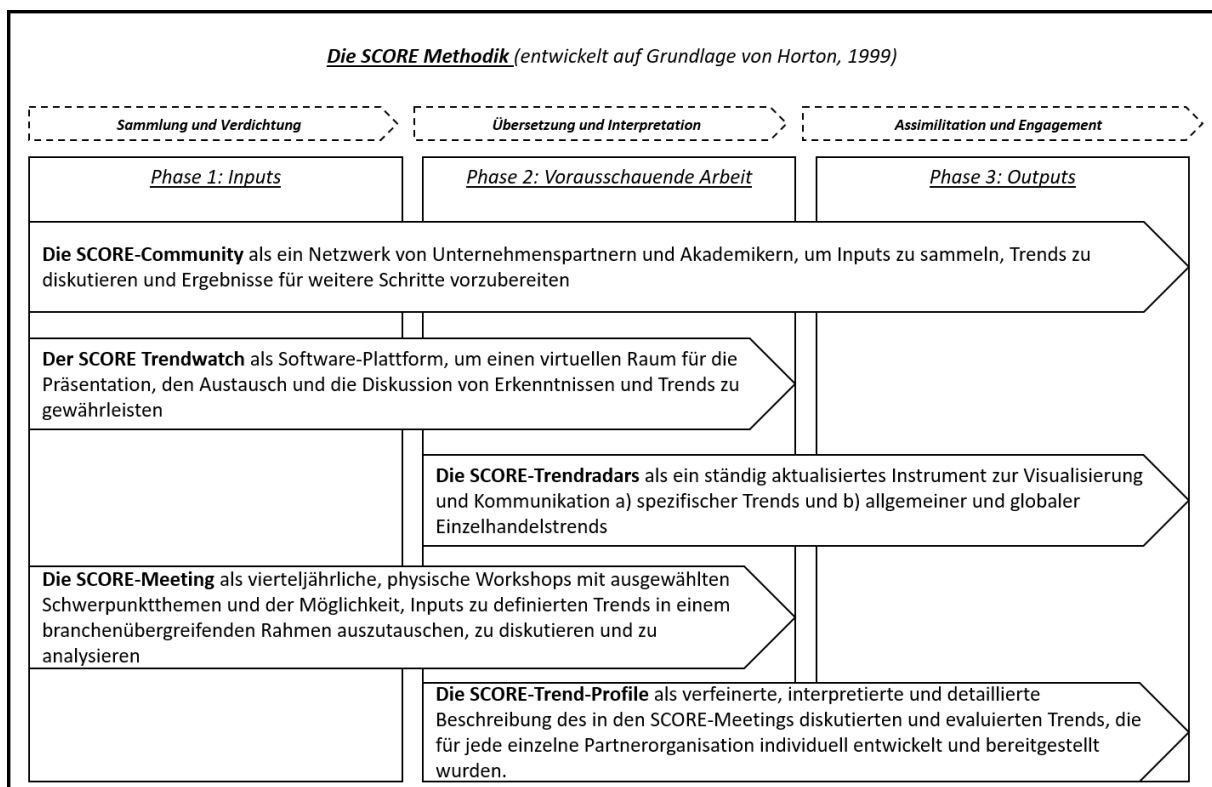 Die SCORE Methodik (entwickelt auf Grundlage von Horton, 1999)
Sammlung und Verdichtung
Übersetzung und Interpretation
Assimilitation und Engagement
Phase 1: Inputs
Phase 2: Vorausschauende Arbeit
Phase 3: Outputs
Die SCORE-Community als ein Netzwerk von Unternehmenspartnern und Akademikern, um Inputs zu sammeln, Trends zu
diskutieren und Ergebnisse für weitere Schritte vorzubereiten
Der SCORE Trendwatch als Software-Plattform, um einen virtuellen Raum für die
Präsentation, den Austausch und die Diskussion von Erkenntnissen und Trends zu
gewährleisten
Die SCORE-Trendradars als ein ständig aktualisiertes Instrument zur Visualisierung
und Kommunikation a) spezifischer Trends und b) allgemeiner und globaler
Einzelhandelstrends
Die SCORE-Meeting als vierteljährliche, physische Workshops mit ausgewählten
Schwerpunktthemen und der Möglichkeit, Inputs zu definierten Trends in einem
branchenübergreifenden Rahmen auszutauschen, zu diskutieren und zu
analysieren
Die SCORE-Trend-Profile als verfeinerte, interpretierte und detaillierte
Beschreibung des in den SCORE-Meetings diskutierten und evaluierten Trends, die
für jede einzelne Partnerorganisation individuell entwickelt und bereitgestellt
wurden.